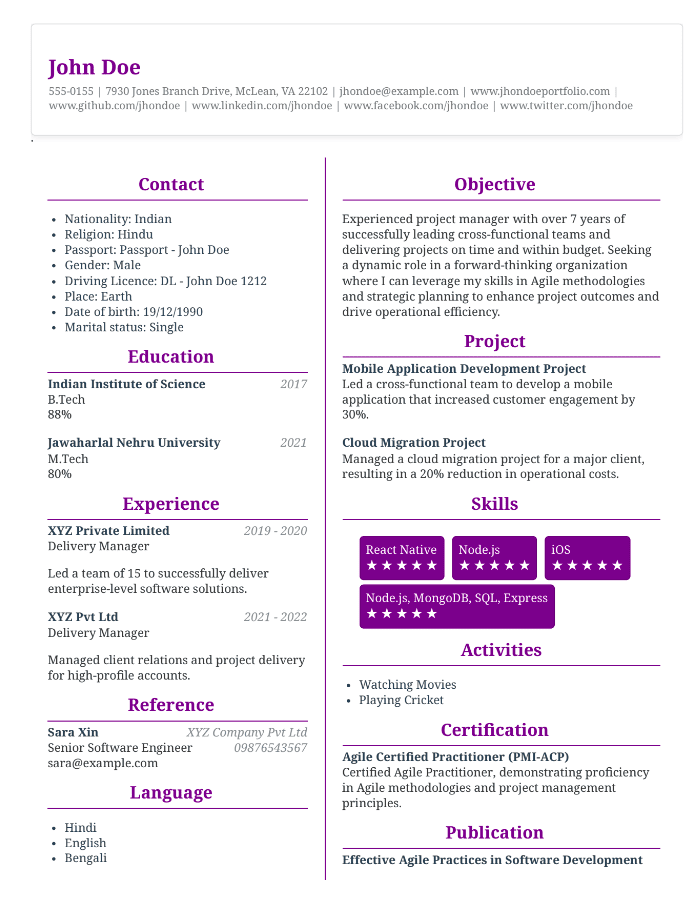 John Doe
555-0155 | 7930 Jones Branch Drive, McLean, VA 22102 | jhondoe@example.com | www.jhondoeportfolio.com |
www.github.com/jhondoe | www.linkedin.com/jhondoe | www.facebook.com/jhondoe | www.twitter.com/jhondoe
.
Contact
• Nationality: Indian
• Religion: Hindu
• Passport: Passport - John Doe
• Gender: Male
• Driving Licence: DL - John Doe 1212
• Place: Earth
• Date of birth: 19/12/1990
• Marital status: Single
Education
Indian Institute of Science 2017
B.Tech
88%
Jawaharlal Nehru University 2021
M.Tech
80%
Experience
XYZ Private Limited 2019 - 2020
Delivery Manager
Led a team of 15 to successfully deliver
enterprise-level software solutions.
XYZ Pvt Ltd 2021 - 2022
Delivery Manager
Managed client relations and project delivery
for high-profile accounts.
Reference
Sara Xin XYZ Company Pvt Ltd
Senior Software Engineer 09876543567
sara@example.com
Language
• Hindi
• English
• Bengali
Objective
Experienced project manager with over 7 years of
successfully leading cross-functional teams and
delivering projects on time and within budget. Seeking
a dynamic role in a forward-thinking organization
where I can leverage my skills in Agile methodologies
and strategic planning to enhance project outcomes and
drive operational efficiency.
Project
Mobile Application Development Project
Led a cross-functional team to develop a mobile
application that increased customer engagement by
30%.
Cloud Migration Project
Managed a cloud migration project for a major client,
resulting in a 20% reduction in operational costs.
Skills
React Native Node.js iOS
★ ★ ★ ★ ★ ★ ★ ★ ★ ★ ★ ★ ★ ★ ★
Node.js, MongoDB, SQL, Express
★ ★ ★ ★ ★
Activities
• Watching Movies
• Playing Cricket
Certification
Agile Certified Practitioner (PMI-ACP)
Certified Agile Practitioner, demonstrating proficiency
in Agile methodologies and project management
principles.
Publication
Effective Agile Practices in Software Development